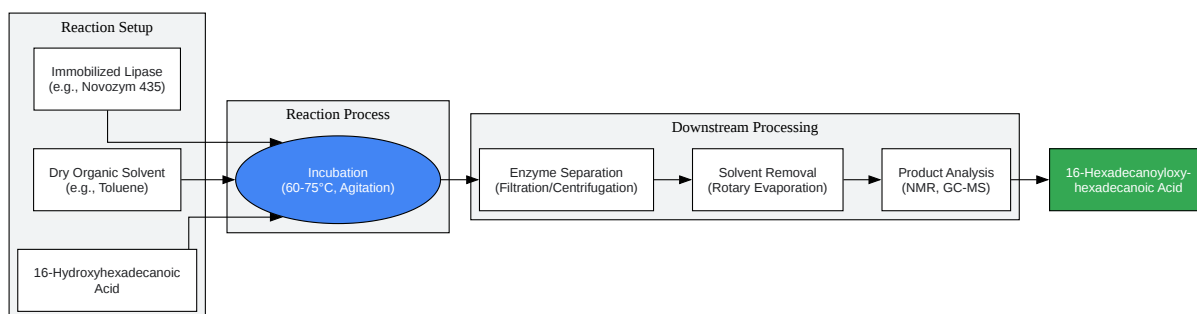 Reaction Setup
Immobilized Lipase
(e.g., Novozym 435)
Dry Organic Solvent
(e.g., Toluene)
16-Hydroxyhexadecanoic
Acid
Reaction Process
Incubation
(60-75°C, Agitation)
Downstream Processing
Enzyme Separation
(Filtration/Centrifugation)
Solvent Removal
(Rotary Evaporation)
Product Analysis
(NMR, GC-MS)
16-Hexadecanoyloxy-
hexadecanoic Acid